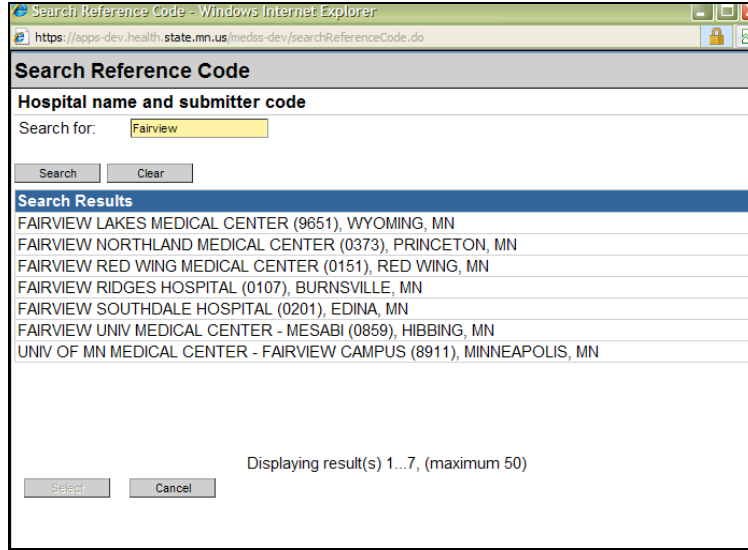 Search Reference Code - Windows Internet Explorer
https://apps-dev.health.state.mn.us/medss-dev/searchReferenceCode.do
Search Reference Code
Hospital name and submitter code
Search for: Fairview
Search Clear
Search Results
FAIRVIEW LAKES MEDICAL CENTER (9651), WYOMING, MN
FAIRVIEW NORTHLAND MEDICAL CENTER (0373), PRINCETON, MN
FAIRVIEW RED WING MEDICAL CENTER (0151), RED WING, MN
FAIRVIEW RIDGES HOSPITAL (0107), BURNSVILLE, MN
FAIRVIEW SOUTHDALE HOSPITAL (0201), EDINA, MN
FAIRVIEW UNIV MEDICAL CENTER - MESABI (0859), HIBBING, MN
UNIV OF MN MEDICAL CENTER - FAIRVIEW CAMPUS (8911), MINNEAPOLIS, MN
Displaying result(s) 1...7, (maximum 50)
Select Cancel